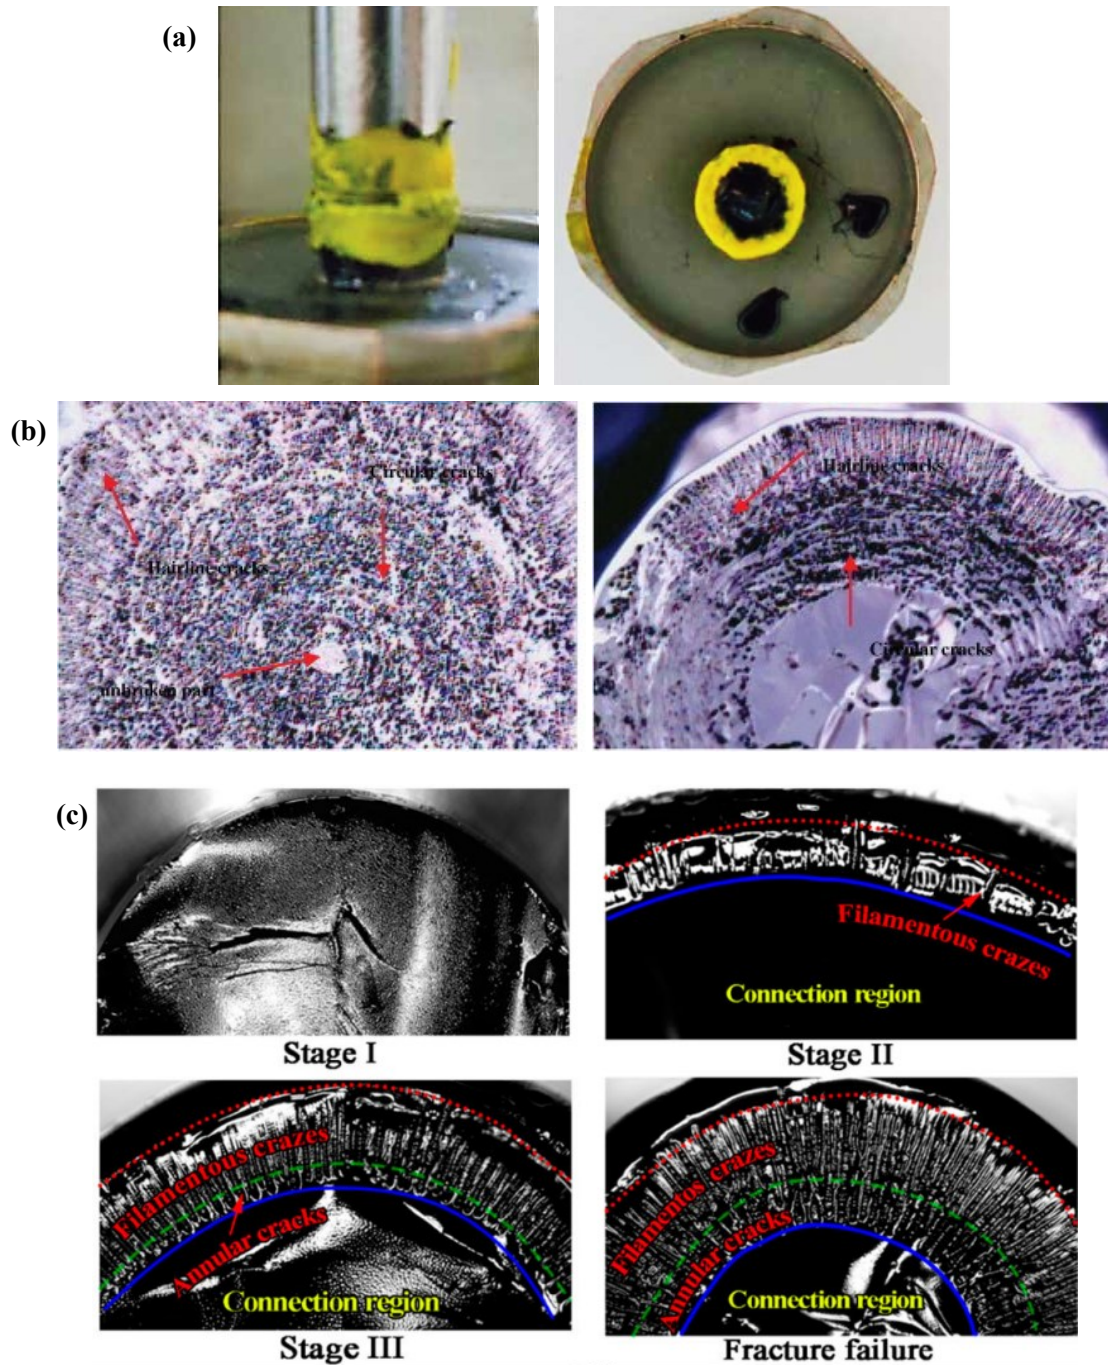 (a)
(b)
Circular cracks
Hairline cracks
unbroken part
Hairline cracks
Circular cracks
(c)
Filamentous crazes
Connection region
Stage I
Stage II
Filamentous crazes
Annular cracks
Connection region
Filamentos crazes
Annular cracks
Connection region
Stage III
Fracture failure